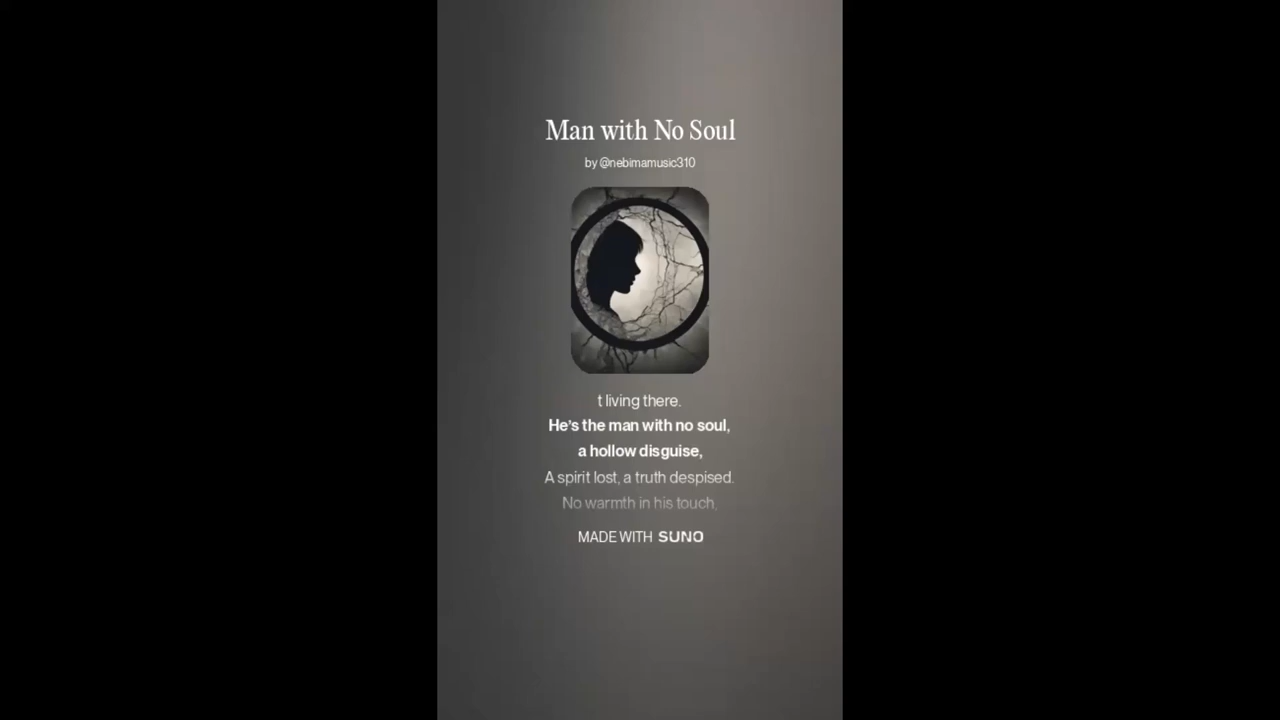 Man with No Soul
by @nebimamusic310
t living there.
He's the man with no soul,
a hollow disguise,
A spirit lost, a truth despised.
No warmth in his touch,
MADE WITH SUNO